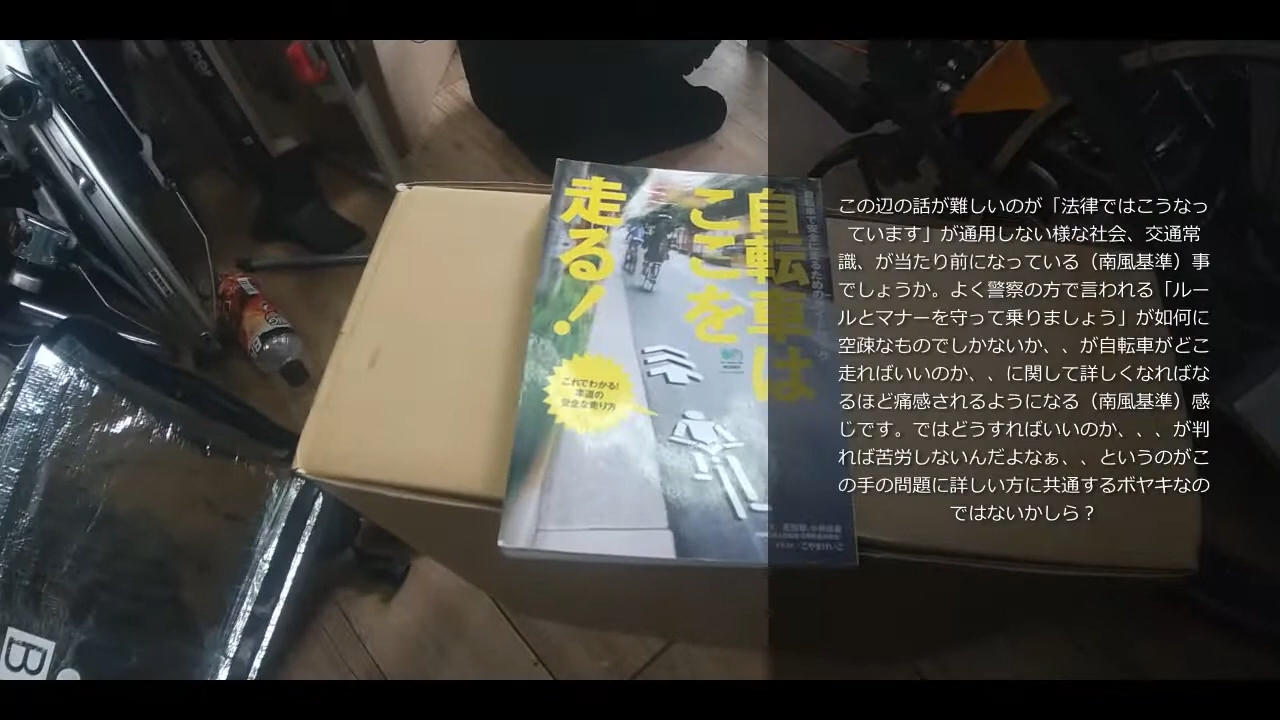 自転車は
ここを
走る!
これでわかる!
車道の
安全な走り方
この辺の話が難しいのが「法律ではこうなっ
ています」が通用しない様な社会、交通常
識、が当たり前になっている（南風基準）事
でしょうか。よく警察の方で言われる「ルー
ルとマナーを守って乗りましょう」が如何に
空疎なものでしかないか、、が自転車がどこ
走ればいいのか、、に関して詳しくなればな
るほど痛感されるようになる（南風基準）感
じです。ではどうすればいいのか、、、が判
れば苦労しないんだよなぁ、、というのがこ
の手の問題に詳しい方に共通するボヤキなの
ではないかしら？
B